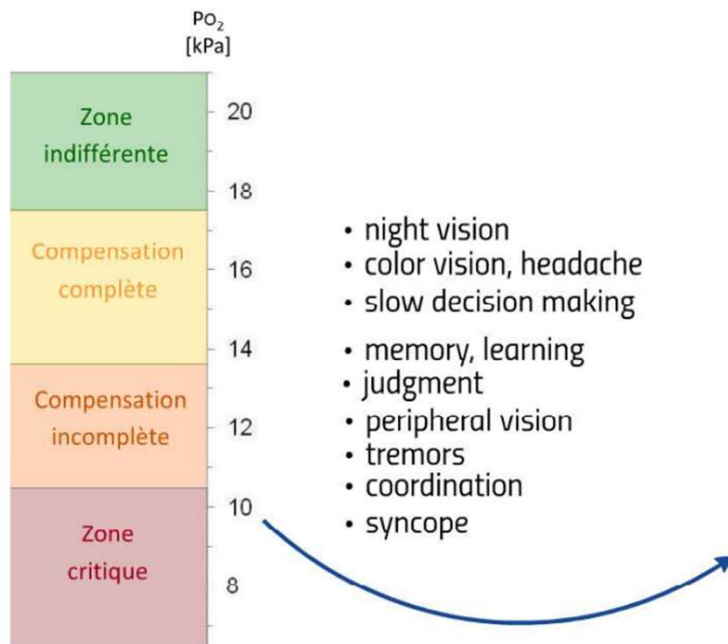 PO₂
[kPa]
Zone
indifférente
20
18
Compensation
complète
16
14
Compensation
incomplète
12
10
Zone
critique
8
• night vision
• color vision, headache
• slow decision making
• memory, learning
• judgment
• peripheral vision
• tremors
• coordination
• syncope